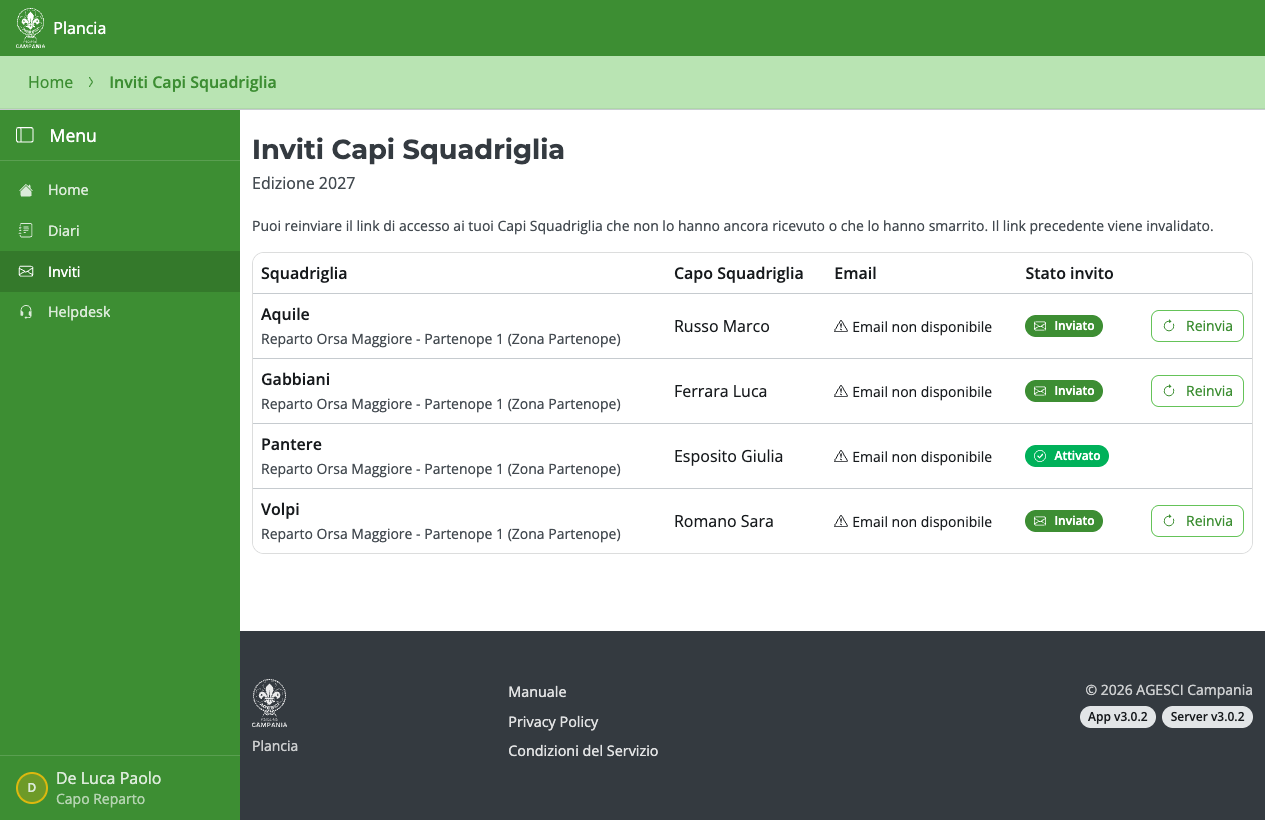 CAMPANIA
Plancia
Home
Inviti Capi Squadriglia
Menu
Home
Diari
Inviti
Helpdesk
De Luca Paolo
Capo Reparto
D
Inviti Capi Squadriglia
Edizione 2027
Puoi reinviare il link di accesso ai tuoi Capi Squadriglia che non lo hanno ancora ricevuto o che lo hanno smarrito. Il link precedente viene invalidato.
Squadriglia Capo Squadriglia Email Stato invito
Aquile
Reparto Orsa Maggiore - Partenope 1 (Zona Partenope)
Russo Marco Email non disponibile Inviato Reinvia
Gabbiani
Reparto Orsa Maggiore - Partenope 1 (Zona Partenope)
Ferrara Luca Email non disponibile Inviato Reinvia
Pantere
Reparto Orsa Maggiore - Partenope 1 (Zona Partenope)
Esposito Giulia Email non disponibile Attivato
Volpi
Reparto Orsa Maggiore - Partenope 1 (Zona Partenope)
Romano Sara Email non disponibile Inviato Reinvia
AGESCI
CAMPANIA
Plancia
Manuale
Privacy Policy
Condizioni del Servizio
© 2026 AGESCI Campania
App v3.0.2 Server v3.0.2